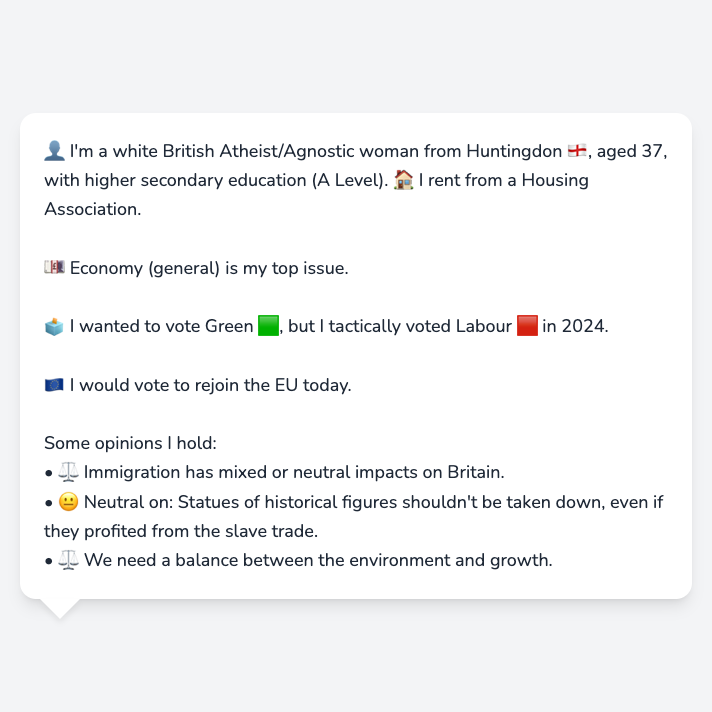 👤 I'm a white British Atheist/Agnostic woman from Huntingdon 🏴󠁧󠁢󠁥󠁮󠁧󠁿, aged 37,
with higher secondary education (A Level). 🏠 I rent from a Housing
Association.
💷 Economy (general) is my top issue.
🗳️ I wanted to vote Green 🟩, but I tactically voted Labour 🟥 in 2024.
🇪🇺 I would vote to rejoin the EU today.
Some opinions I hold:
• ⚖️ Immigration has mixed or neutral impacts on Britain.
• 😐 Neutral on: Statues of historical figures shouldn't be taken down, even if
they profited from the slave trade.
• ⚖️ We need a balance between the environment and growth.